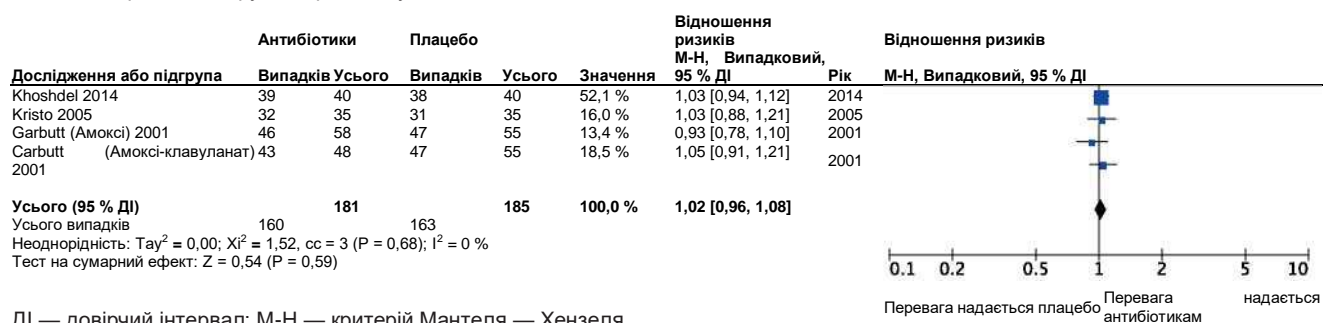 Відношення
Антибіотики Плацебо ризиків Відношення ризиків
М-Н, Випадковий,
Дослідження або підгрупа Випадків Усього Випадків Усього Значення 95 % ДІ Рік М-Н, Випадковий, 95 % ДІ
Khoshdel 2014 39 40 38 40 52,1 % 1,03 [0,94, 1,12] 2014
Kristo 2005 32 35 31 35 16,0 % 1,03 [0,88, 1,21] 2005
Garbutt (Амоксі) 2001 46 58 47 55 13,4 % 0,93 [0,78, 1,10] 2001
Carbutt (Амоксі-клавуланат) 43 48 47 55 18,5 % 1,05 [0,91, 1,21] 2001
2001
Усього (95 % ДІ) 181 185 100,0 % 1,02 [0,96, 1,08]
Усього випадків 160 163
Неоднорідність: Tay² = 0,00; Xi² = 1,52, сс = 3 (P = 0,68); I² = 0 %
Тест на сумарний ефект: Z = 0,54 (P = 0,59)
0.1 0.2 0.5 1 2 5 10
Перевага надається плацебо Перевага надається
антибіотикам
ДІ — довірчий інтервал; М-Н — критерій Мантеля — Хензеля